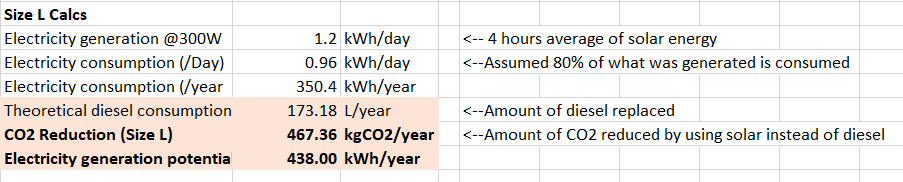 Size L Calcs
Electricity generation @300W 1.2 kWh/day <-- 4 hours average of solar energy
Electricity consumption (/Day) 0.96 kWh/day <--Assumed 80% of what was generated is consumed
Electricity consumption (/year 350.4 kWh/year
Theoretical diesel consumption 173.18 L/year <--Amount of diesel replaced
CO2 Reduction (Size L) 467.36 kgCO2/year <--Amount of CO2 reduced by using solar instead of diesel
Electricity generation potentia 438.00 kWh/year